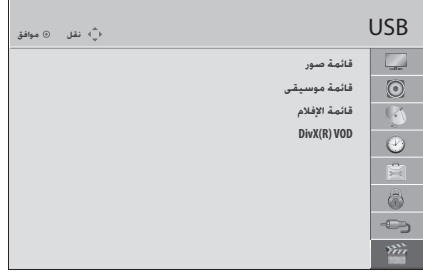 USB
نقل موافق
قائمة صور
قائمة موسيقى
قائمة الإفلام
DivX(R) VOD